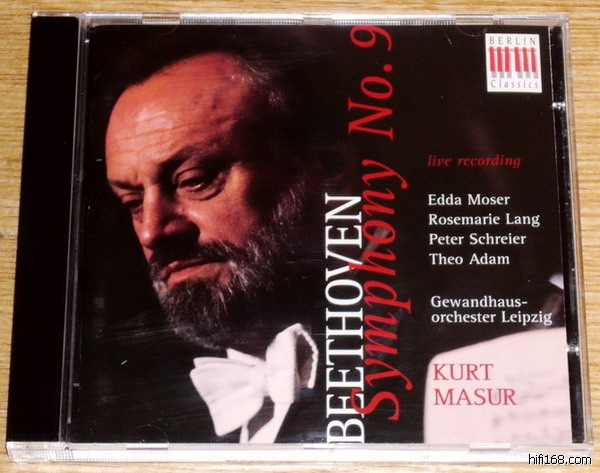 BERLIN
Classics
BEETHOVEN
Symphony No. 9
live recording
Edda Moser
Rosemarie Lang
Peter Schreier
Theo Adam
Gewandhaus-
orchester Leipzig
KURT
MASUR
hifi168.com